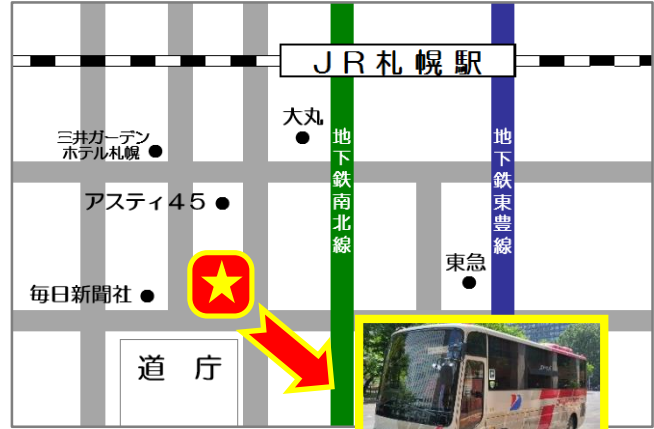 JR札幌駅
大丸
三井ガーデン
ホテル札幌
地下鉄南北線
地下鉄東豊線
アスティ45
東急
毎日新聞社
道庁